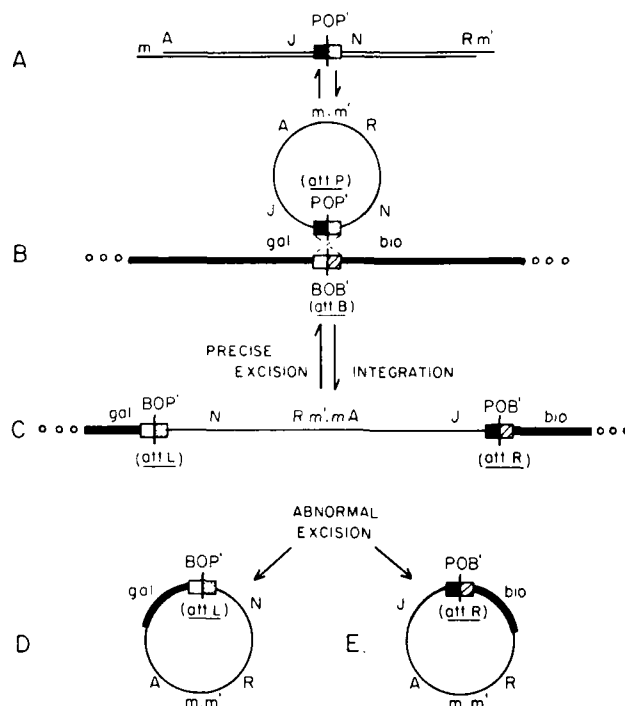 POP'
A m A J N R m'
m.m'
A R
(att P)
J POP' N
gal bio
B
BOB'
(att B)
PRECISE EXCISION INTEGRATION
gal BOP' N R m'.m A J POB' bio
C
(att L) (att R)
ABNORMAL
EXCISION
BOP' POB'
gal (att L) N J (att R) bio
D E.
A R A R
m.m' m.m'